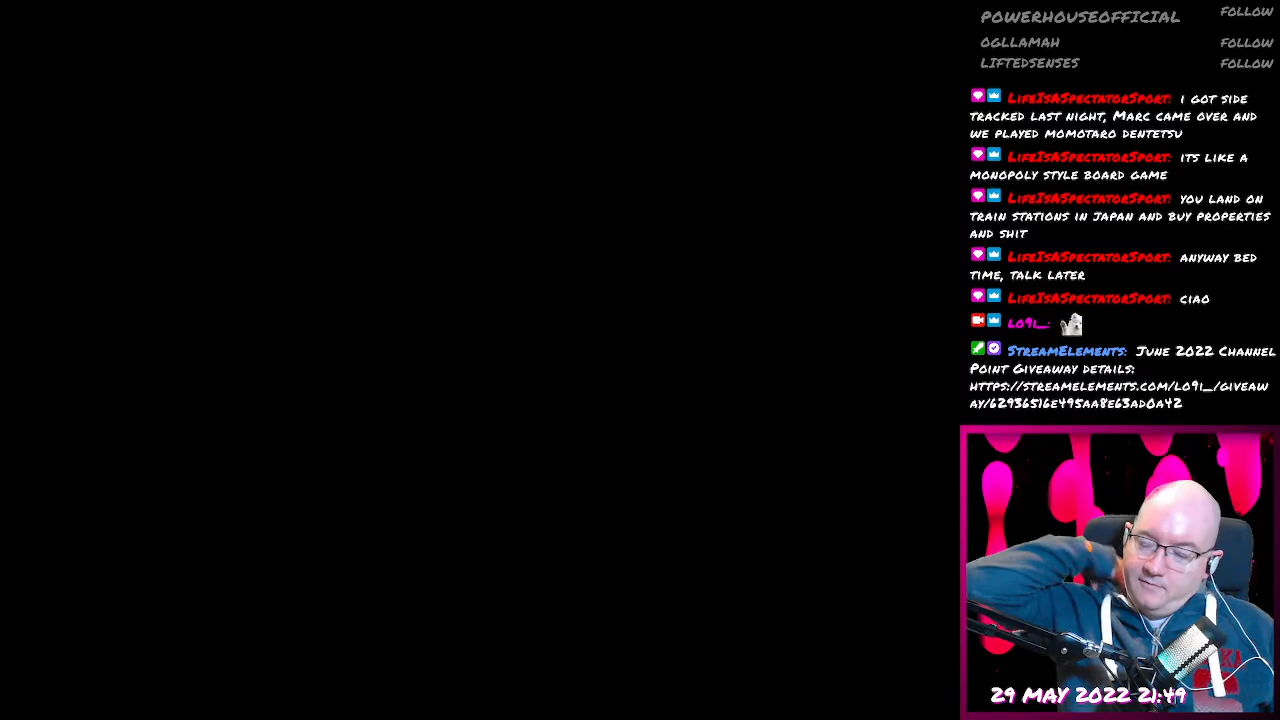 POWERHOUSEOFFICIAL FOLLOW
OGLLAMAH FOLLOW
LIFTEDSENSES FOLLOW
LifeIsASpectatorSport: i got side
tracked last night, Marc came over and
we played momotaro dentetsu
LifeIsASpectatorSport: its like a
monopoly style board game
LifeIsASpectatorSport: you land on
train stations in japan and buy properties
and shit
LifeIsASpectatorSport: anyway bed
time, talk later
LifeIsASpectatorSport: ciao
lo9i_:
StreamElements: June 2022 Channel
Point Giveaway details:
https://streamelements.com/lo9i_/giveaw
ay/62936516e495aa8e63ad0a42
29 MAY 2022 21:49